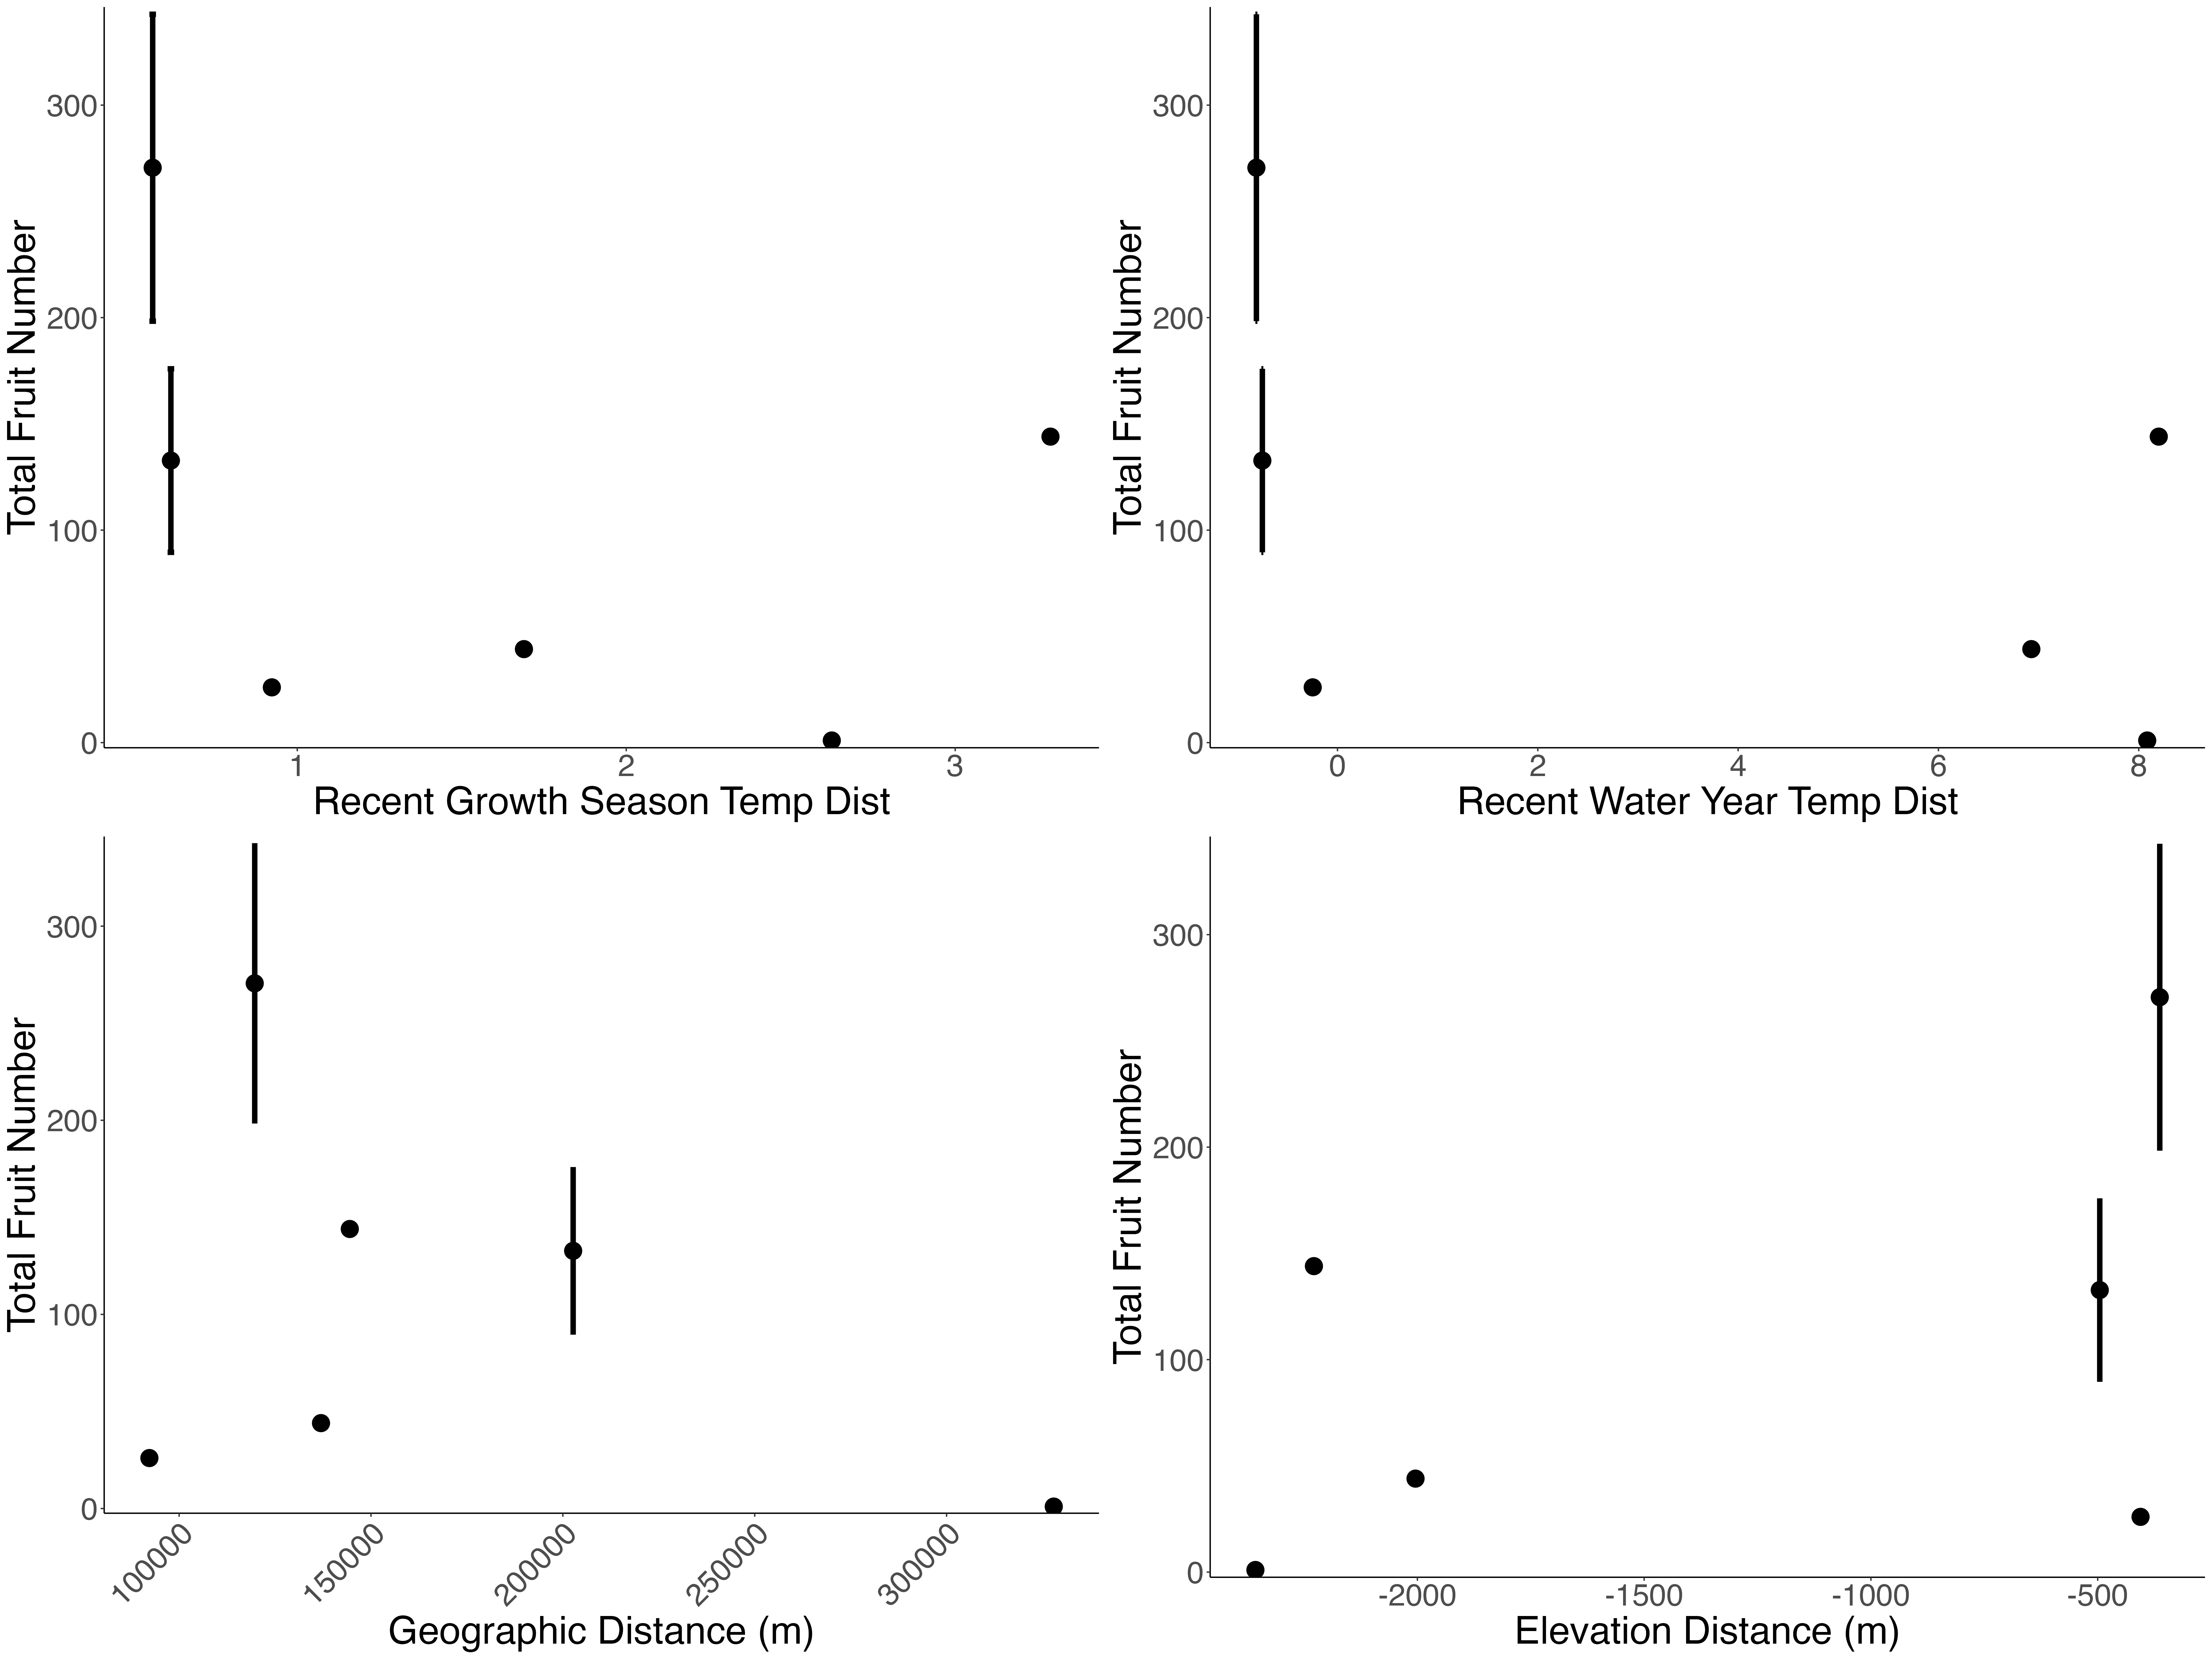 Total Fruit Number
300
200
100
0
1 2 3
Recent Growth Season Temp Dist
Total Fruit Number
300
200
100
0
0 2 4 6 8
Recent Water Year Temp Dist
Total Fruit Number
300
200
100
0
100000 150000 200000 250000 300000
Geographic Distance (m)
Total Fruit Number
300
200
100
0
-2000 -1500 -1000 -500
Elevation Distance (m)